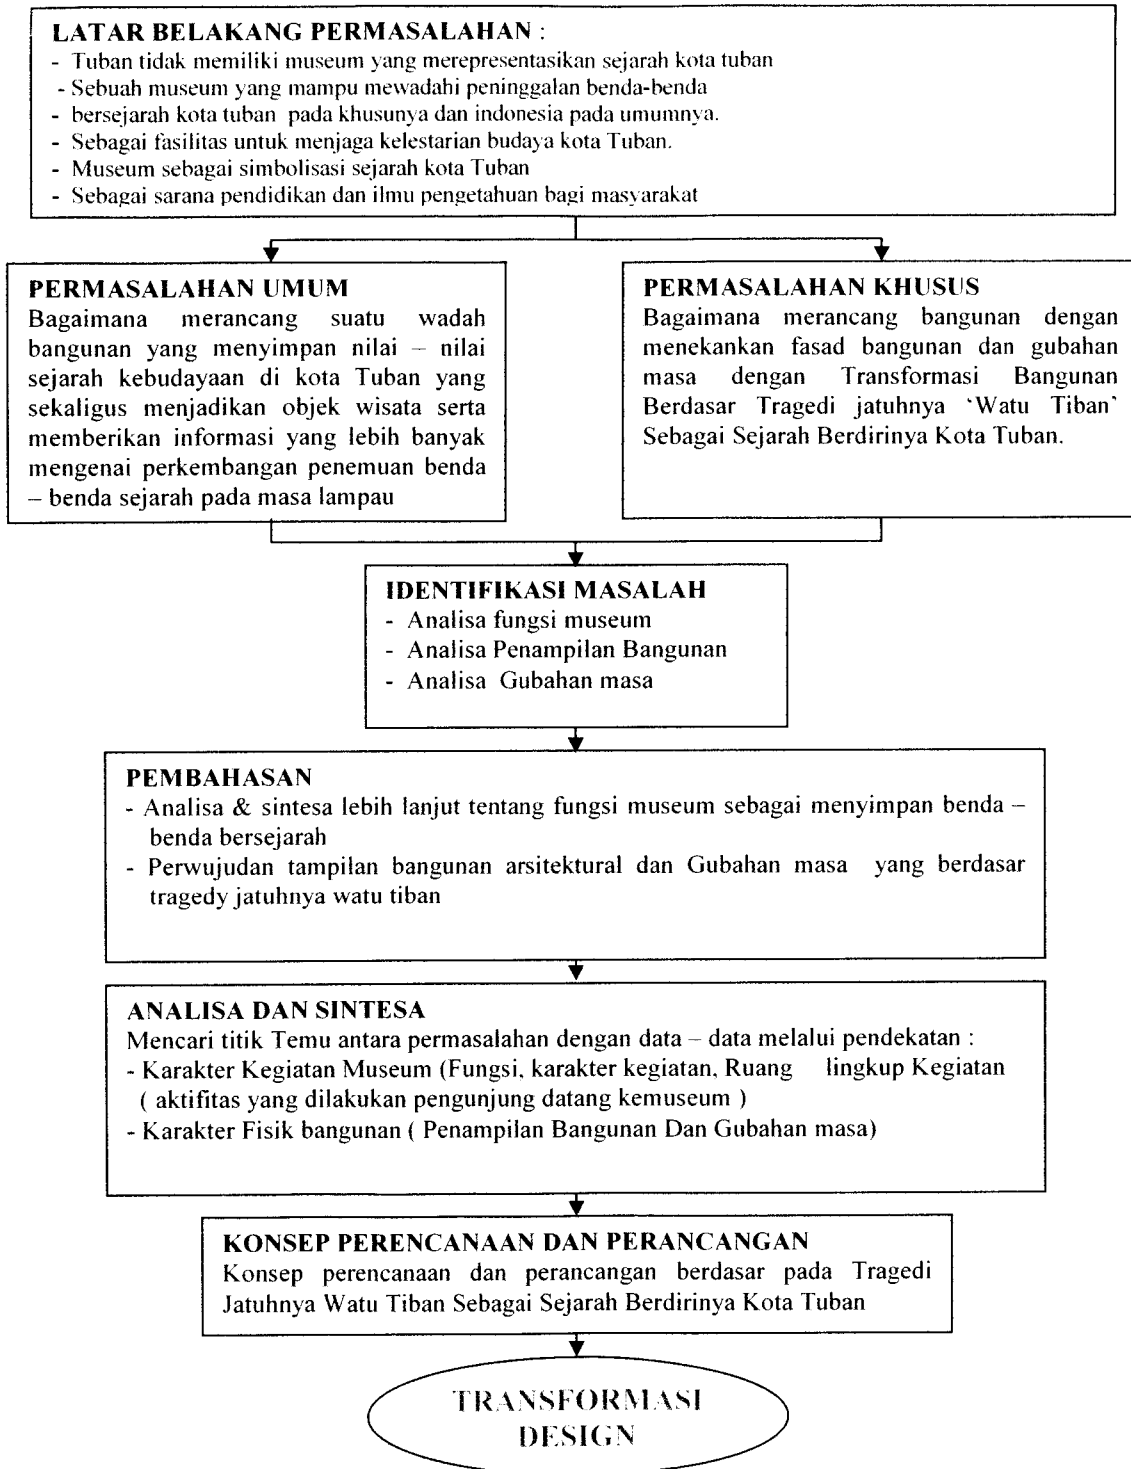 LATAR BELAKANG PERMASALAHAN :
- Tuban tidak memiliki museum yang merepresentasikan sejarah kota tuban
- Sebuah museum yang mampu mewadahi peninggalan benda-benda
- bersejarah kota tuban pada khusunya dan indonesia pada umumnya.
- Sebagai fasilitas untuk menjaga kelestarian budaya kota Tuban.
- Museum sebagai simbolisasi sejarah kota Tuban
- Sebagai sarana pendidikan dan ilmu pengetahuan bagi masyarakat
PERMASALAHAN UMUM
Bagaimana merancang suatu wadah
bangunan yang menyimpan nilai – nilai
sejarah kebudayaan di kota Tuban yang
sekaligus menjadikan objek wisata serta
memberikan informasi yang lebih banyak
mengenai perkembangan penemuan benda
– benda sejarah pada masa lampau
PERMASALAHAN KHUSUS
Bagaimana merancang bangunan dengan
menekankan fasad bangunan dan gubahan
masa dengan Transformasi Bangunan
Berdasar Tragedi jatuhnya ‘Watu Tiban’
Sebagai Sejarah Berdirinya Kota Tuban.
IDENTIFIKASI MASALAH
- Analisa fungsi museum
- Analisa Penampilan Bangunan
- Analisa Gubahan masa
PEMBAHASAN
- Analisa & sintesa lebih lanjut tentang fungsi museum sebagai menyimpan benda –
benda bersejarah
- Perwujudan tampilan bangunan arsitektural dan Gubahan masa yang berdasar
tragedy jatuhnya watu tiban
ANALISA DAN SINTESA
Mencari titik Temu antara permasalahan dengan data – data melalui pendekatan :
- Karakter Kegiatan Museum (Fungsi, karakter kegiatan, Ruang lingkup Kegiatan
( aktifitas yang dilakukan pengunjung datang kemuseum )
- Karakter Fisik bangunan ( Penampilan Bangunan Dan Gubahan masa)
KONSEP PERENCANAAN DAN PERANCANGAN
Konsep perencanaan dan perancangan berdasar pada Tragedi
Jatuhnya Watu Tiban Sebagai Sejarah Berdirinya Kota Tuban
TRANSFORMASI
DESIGN